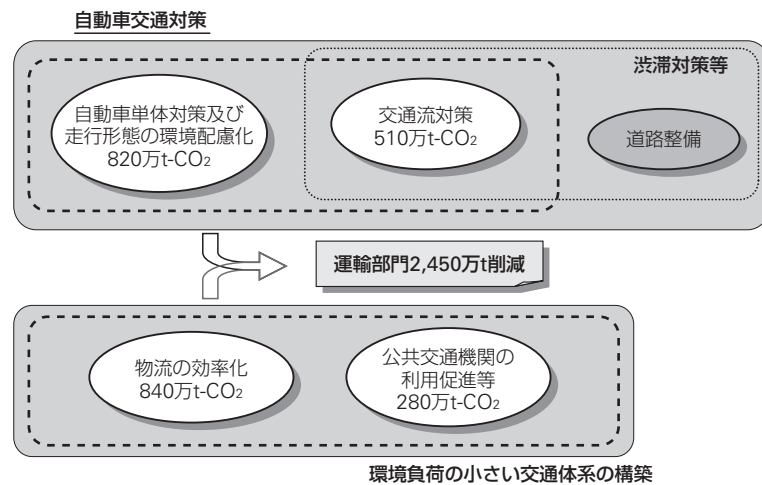 自動車交通対策
渋滞対策等
自動車単体対策及び
走行形態の環境配慮化
820万t-CO2
交通流対策
510万t-CO2
道路整備
運輸部門2,450万t削減
物流の効率化
840万t-CO2
公共交通機関の
利用促進等
280万t-CO2
環境負荷の小さい交通体系の構築